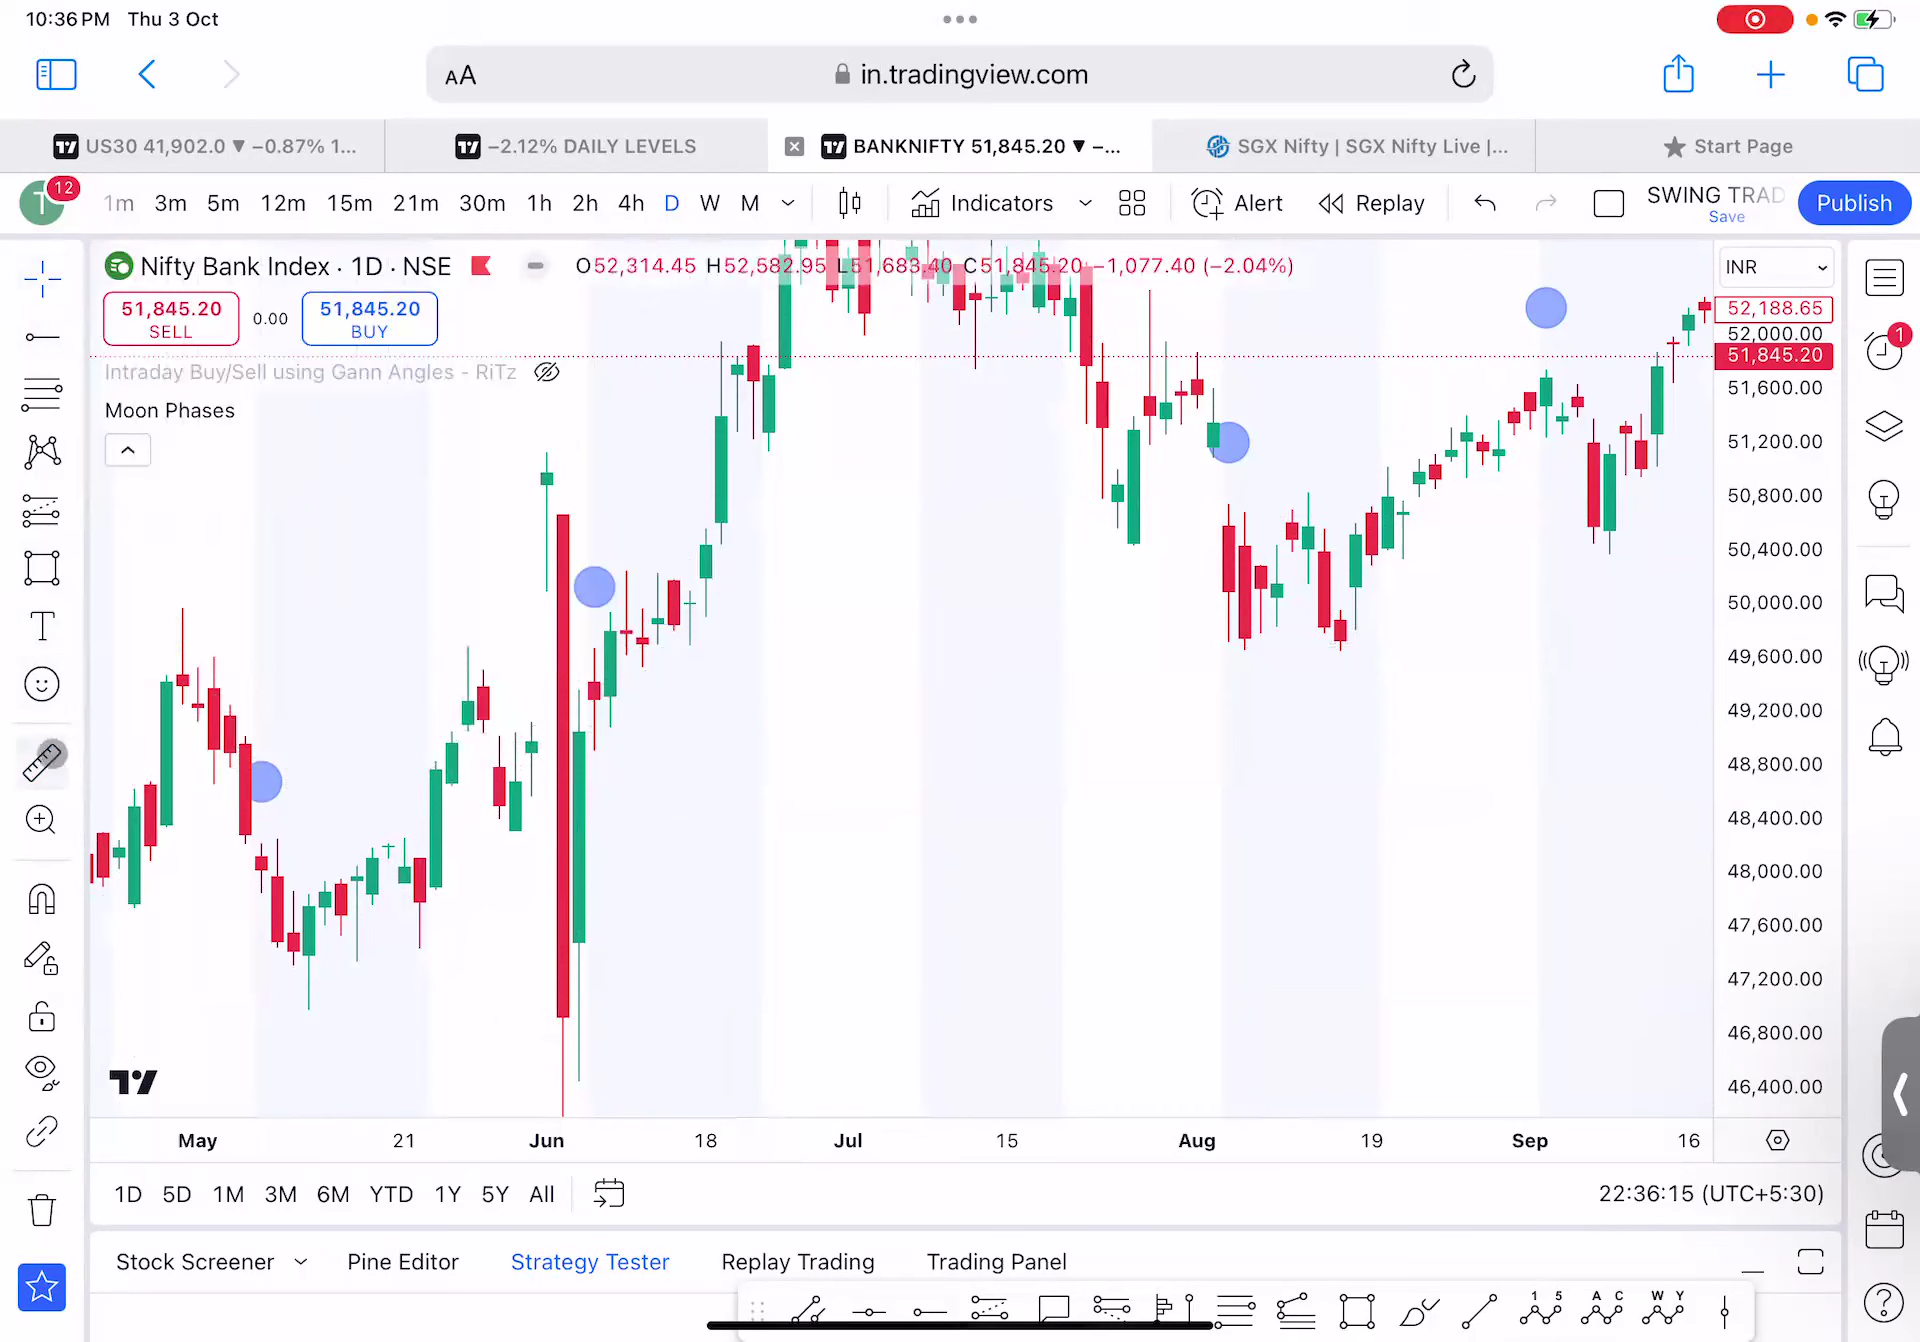 10:36 PM Thu 3 Oct
AA in.tradingview.com
US30 41,902.0 ▼ −0.87% 1... −2.12% DAILY LEVELS BANKNIFTY 51,845.20 ▼ −... SGX Nifty | SGX Nifty Live |... Start Page
T 12 1m 3m 5m 12m 15m 21m 30m 1h 2h 4h D W M Indicators Alert Replay SWING TRAD Publish
Save
Nifty Bank Index · 1D · NSE O52,314.45 H52,582.95 L51,683.40 C51,845.20 −1,077.40 (−2.04%) INR
51,845.20 0.00 51,845.20
SELL BUY
Intraday Buy/Sell using Gann Angles - RiTz
Moon Phases
52,188.65
52,000.00
51,845.20
51,600.00
51,200.00
50,800.00
50,400.00
50,000.00
49,600.00
49,200.00
48,800.00
48,400.00
48,000.00
47,600.00
47,200.00
46,800.00
46,400.00
1
T
May 21 Jun 18 Jul 15 Aug 19 Sep 16
1D 5D 1M 3M 6M YTD 1Y 5Y All 22:36:15 (UTC+5:30)
Stock Screener Pine Editor Strategy Tester Replay Trading Trading Panel
1 5 A C W Y